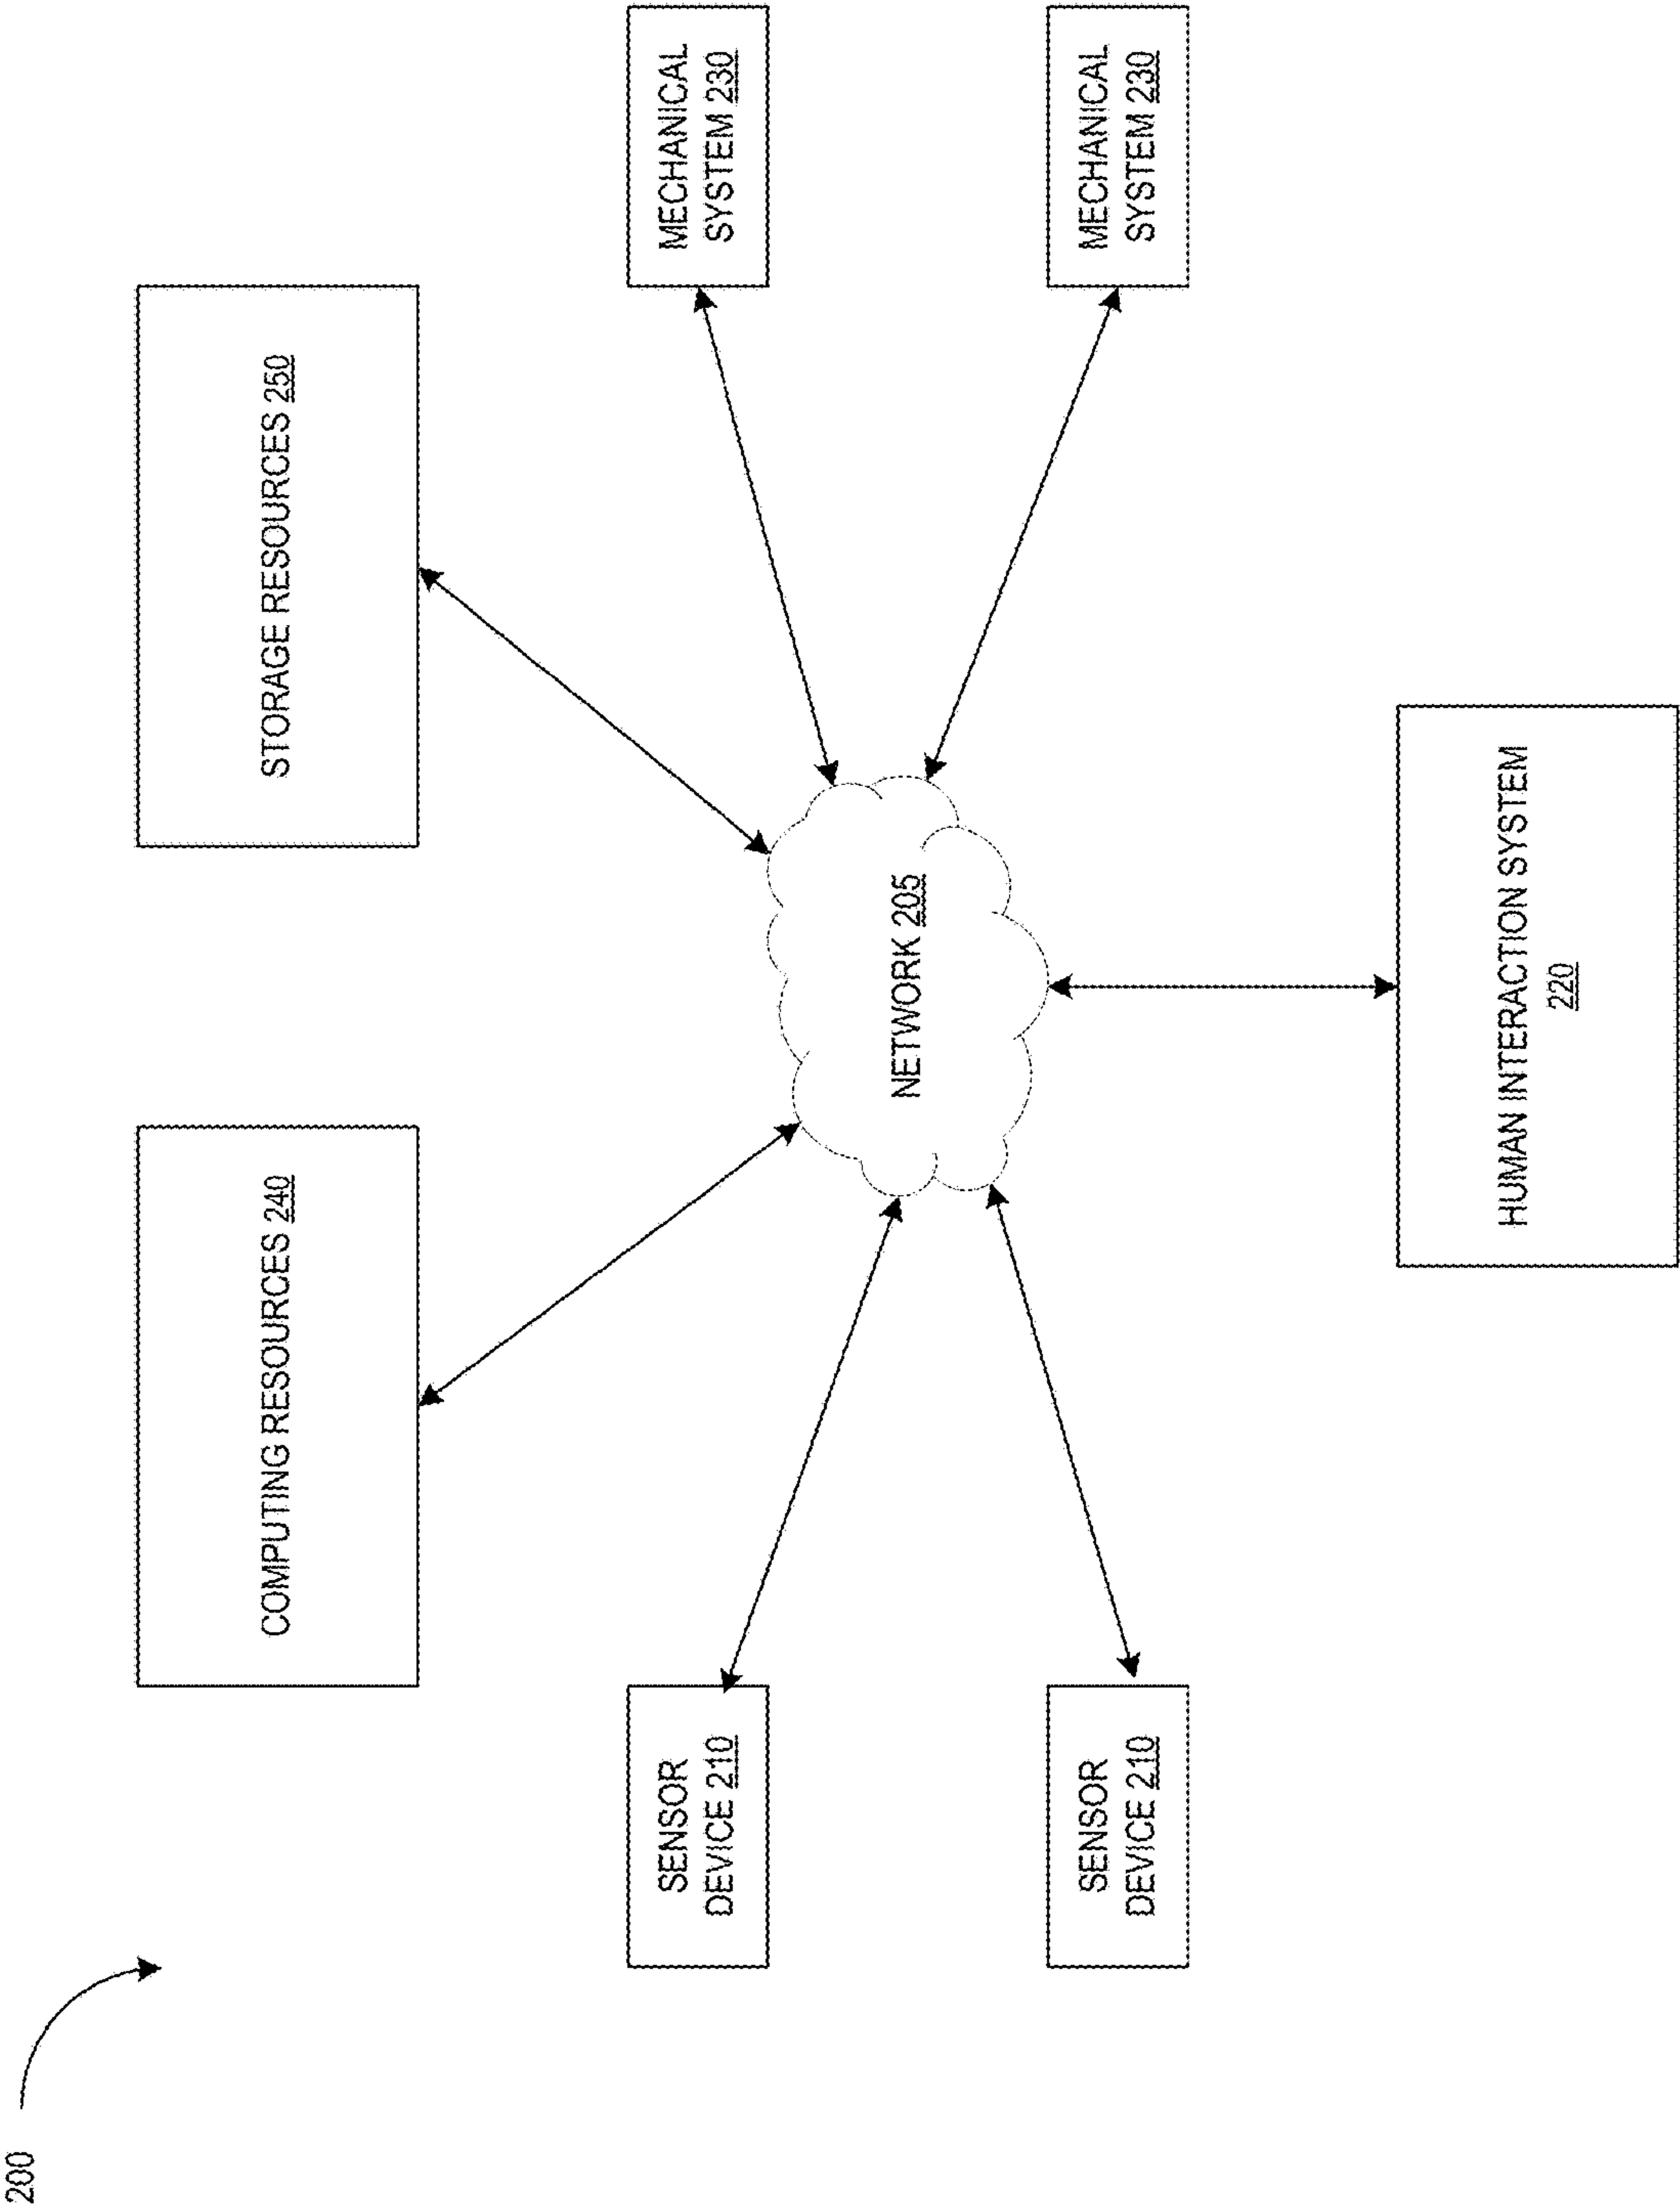 200
COMPUTING RESOURCES 240
STORAGE RESOURCES 250
SENSOR
DEVICE 210
MECHANICAL
SYSTEM 230
NETWORK 205
SENSOR
DEVICE 210
MECHANICAL
SYSTEM 230
HUMAN INTERACTION SYSTEM
220